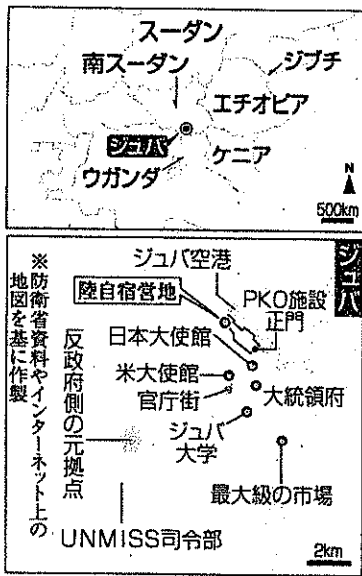 スーダン
南スーダン
ジブチ
エチオピア
ジュバ
ケニア
ウガンダ
N
500km
ジュバ
ジュバ空港
陸自宿営地
PKO施設
正門
日本大使館
米大使館
官庁街
大統領府
ジュバ
大学
反政府側の元拠点
最大級の市場
UNMISS司令部
2km
※防衛省資料やインターネット上の
地図を基に作製